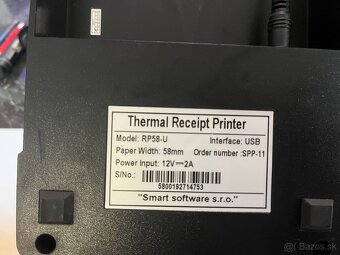 Thermal Receipt Printer
Model: RP58-U Interface: USB
Paper Width: 58mm Order number :SPP-11
Power Input: 12V⎓2A
S/No.:
5800192714753
"Smart software s.r.o."
bazos.sk